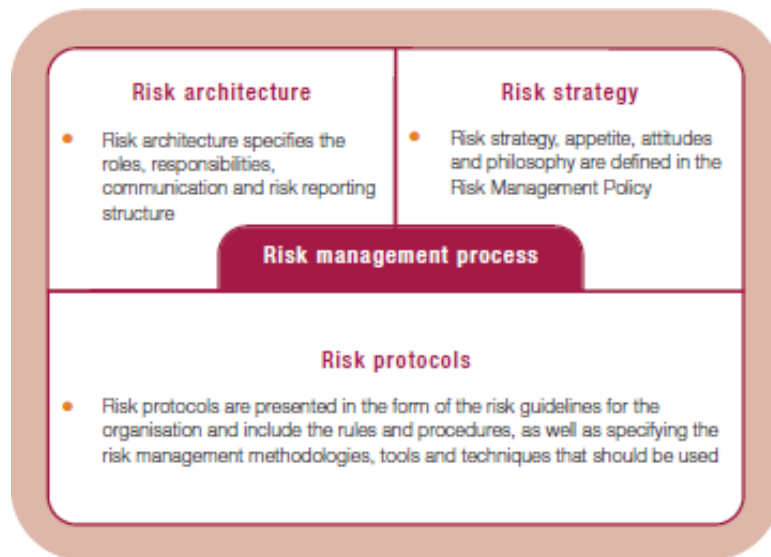 Risk architecture
Risk architecture specifies the
roles, responsibilities,
communication and risk reporting
structure
Risk strategy
Risk strategy, appetite, attitudes
and philosophy are defined in the
Risk Management Policy
Risk management process
Risk protocols
Risk protocols are presented in the form of the risk guidelines for the
organisation and include the rules and procedures, as well as specifying the
risk management methodologies, tools and techniques that should be used